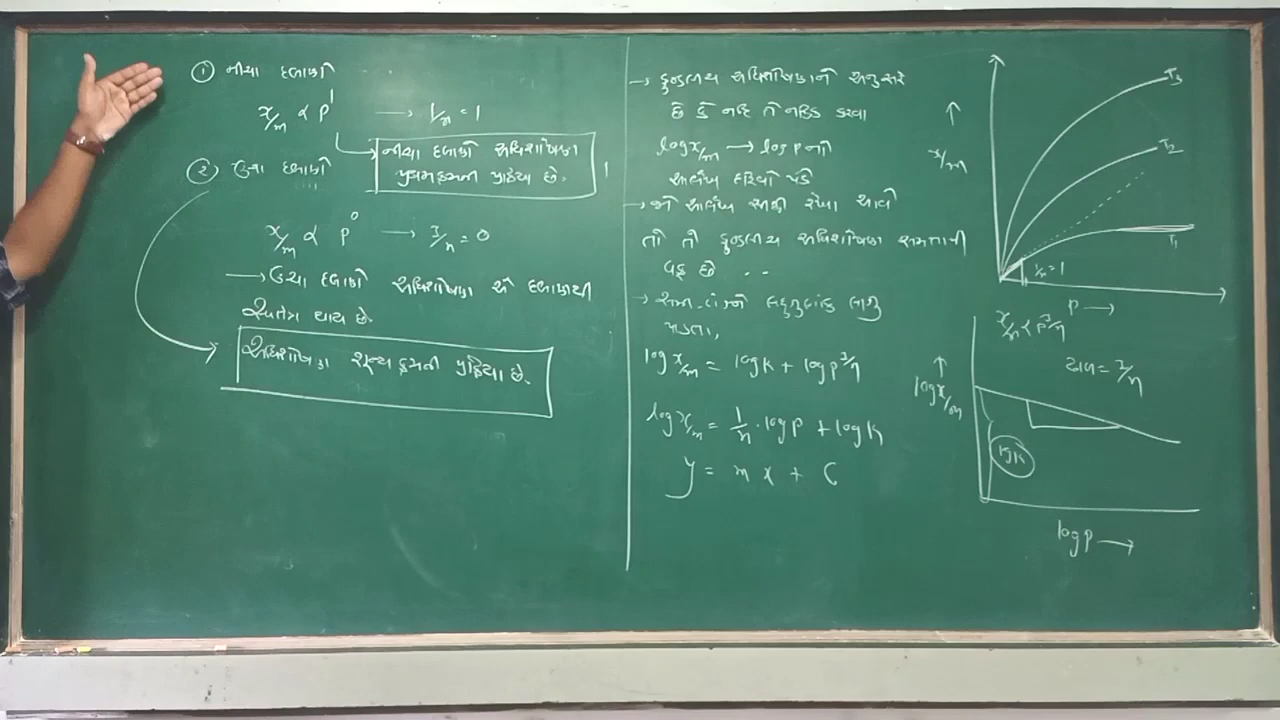 ① નીચા દબાણે
x/m ∝ P¹ → 1/n = 1
નીચા દબાણે અધિશોષણ
પ્રથમક્રમની પ્રક્રિયા છે.
② ઉંચા દબાણે
x/m ∝ P⁰ → 1/n = 0
→ ઉંચા દબાણે અધિશોષણ એ દબાણથી
સ્વતંત્ર થાય છે.
અધિશોષણ શૂન્ય ક્રમની પ્રક્રિયા છે.
→ ફ્રુન્ડલીચ અધિશોષણને અનુસરે
છે કે નહિ તે નક્કિ કરવા
log x/m → log P નો
આલેખ દોરવો પડે
→ જો આલેખ સીધી રેખા આવે
તો તે ફ્રુન્ડલીચ અધિશોષણ સમતાપી
વક્ર છે
→ બંને લઘુગુણાંક લાગુ
પાડતા,
log x/m = log K + log P^1/n
log x/m = 1/n · log P + log K
y = m x + C
T₃
T₂
x/m
T₁
1/n = 1
P →
x/m ∝ P^1/n
ઢાળ = 1/n
log x/m
log K
log P →